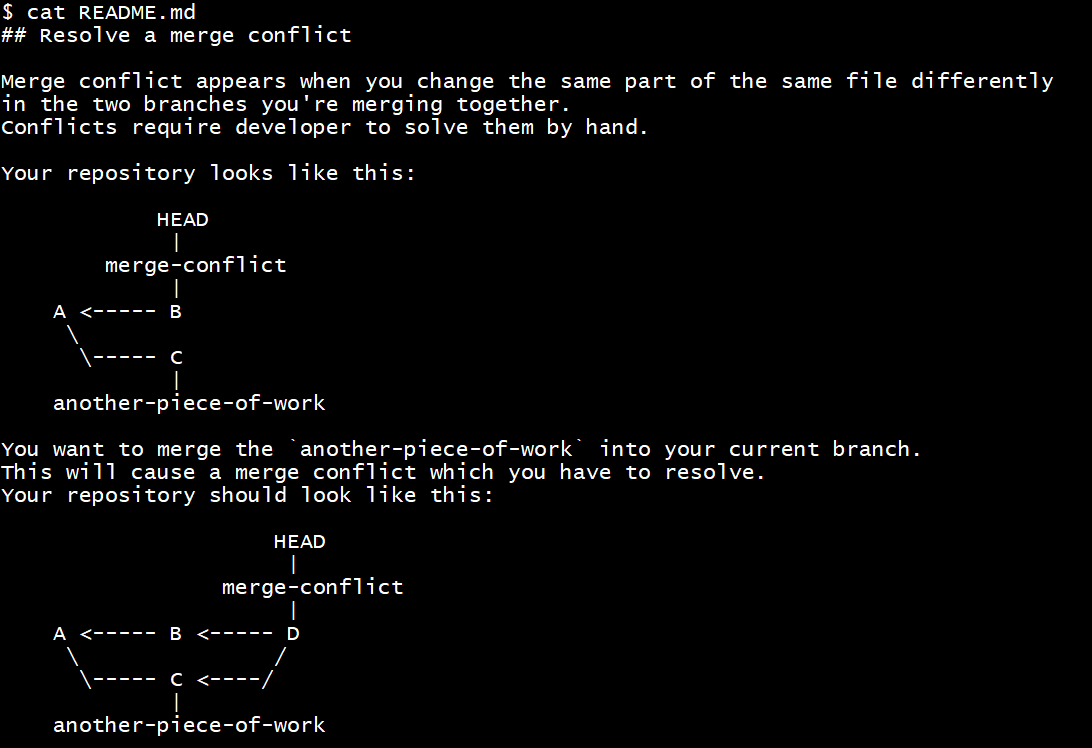 $ cat README.md
## Resolve a merge conflict

Merge conflict appears when you change the same part of the same file differently
in the two branches you're merging together.
Conflicts require developer to solve them by hand.

Your repository looks like this:

            HEAD
             |
        merge-conflict
             |
    A <----- B
     \
      \----- C
             |
    another-piece-of-work

You want to merge the `another-piece-of-work` into your current branch.
This will cause a merge conflict which you have to resolve.
Your repository should look like this:

                     HEAD
                      |
                 merge-conflict
                      |
    A <----- B <----- D
     \               /
      \----- C <----/
             |
    another-piece-of-work